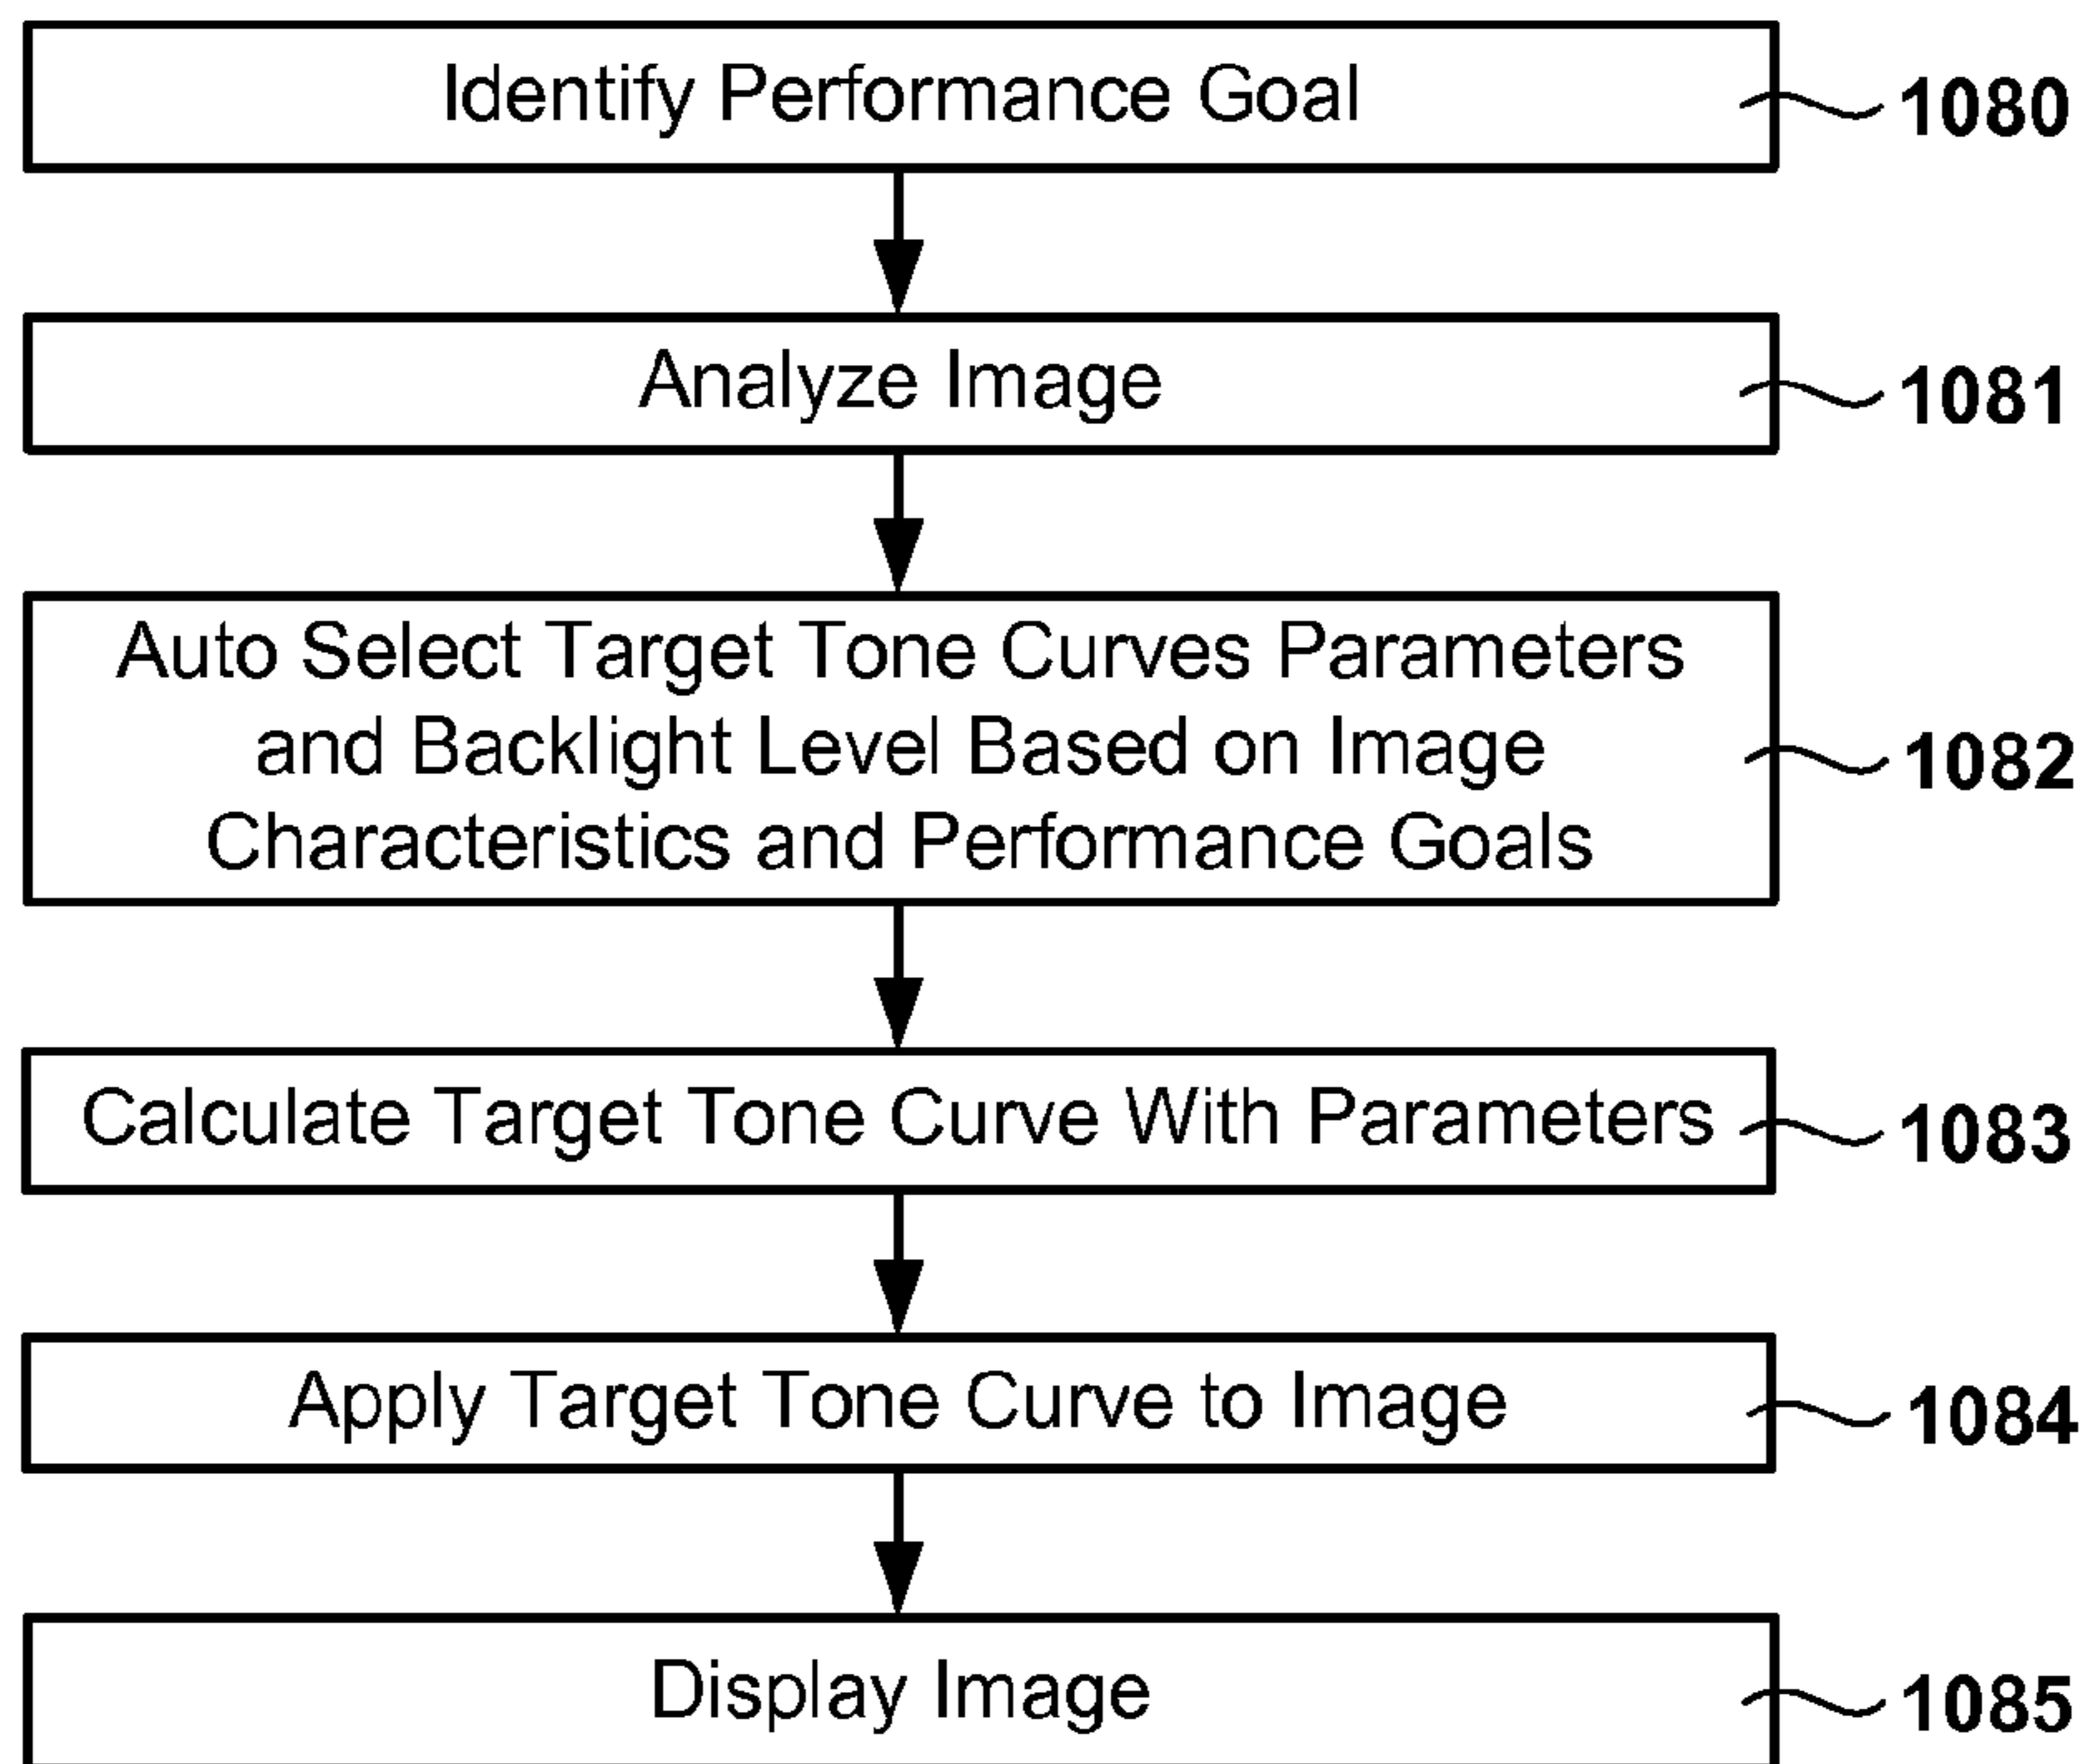 Identify Performance Goal
1080
Analyze Image
1081
Auto Select Target Tone Curves Parameters
and Backlight Level Based on Image
Characteristics and Performance Goals
1082
Calculate Target Tone Curve With Parameters
1083
Apply Target Tone Curve to Image
1084
Display Image
1085